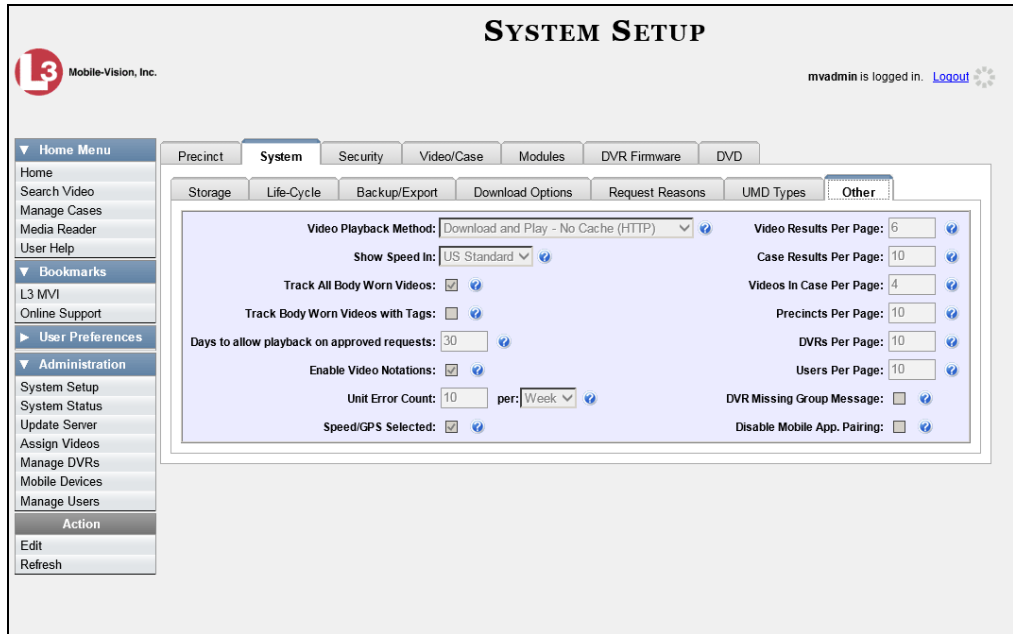 SYSTEM SETUP
L3
Mobile-Vision, Inc.
mvadmin is logged in. Logout
▼ Home Menu
Home
Search Video
Manage Cases
Media Reader
User Help
▼ Bookmarks
L3 MVI
Online Support
▶ User Preferences
▼ Administration
System Setup
System Status
Update Server
Assign Videos
Manage DVRs
Mobile Devices
Manage Users
Action
Edit
Refresh
Precinct System Security Video/Case Modules DVR Firmware DVD
Storage Life-Cycle Backup/Export Download Options Request Reasons UMD Types Other
Video Playback Method: Download and Play - No Cache (HTTP) ?
Show Speed In: US Standard ?
Track All Body Worn Videos: ?
Track Body Worn Videos with Tags: ?
Days to allow playback on approved requests: 30 ?
Enable Video Notations: ?
Unit Error Count: 10 per: Week ?
Speed/GPS Selected: ?
Video Results Per Page: 6 ?
Case Results Per Page: 10 ?
Videos In Case Per Page: 4 ?
Precincts Per Page: 10 ?
DVRs Per Page: 10 ?
Users Per Page: 10 ?
DVR Missing Group Message: ?
Disable Mobile App. Pairing: ?